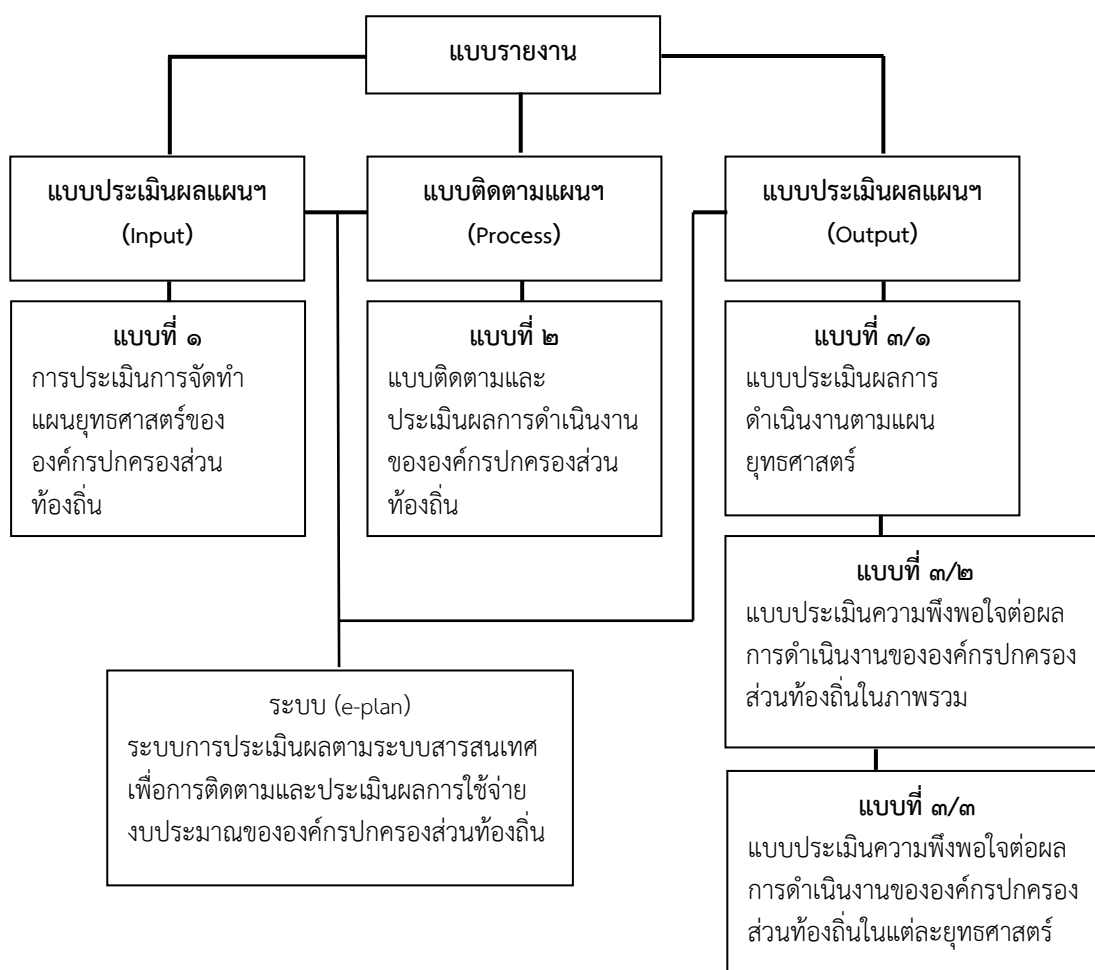 แบบรายงาน
แบบประเมินผลแผนฯ
(Input)
แบบติดตามแผนฯ
(Process)
แบบประเมินผลแผนฯ
(Output)
แบบที่ ๑
การประเมินการจัดทำ
แผนยุทธศาสตร์ของ
องค์กรปกครองส่วน
ท้องถิ่น
แบบที่ ๒
แบบติดตามและ
ประเมินผลการดำเนินงาน
ขององค์กรปกครองส่วน
ท้องถิ่น
แบบที่ ๓/๑
แบบประเมินผลการ
ดำเนินงานตามแผน
ยุทธศาสตร์
แบบที่ ๓/๒
แบบประเมินความพึงพอใจต่อผล
การดำเนินงานขององค์กรปกครอง
ส่วนท้องถิ่นในภาพรวม
ระบบ (e-plan)
ระบบการประเมินผลตามระบบสารสนเทศ
เพื่อการติดตามและประเมินผลการใช้จ่าย
งบประมาณขององค์กรปกครองส่วนท้องถิ่น
แบบที่ ๓/๓
แบบประเมินความพึงพอใจต่อผล
การดำเนินงานขององค์กรปกครอง
ส่วนท้องถิ่นในแต่ละยุทธศาสตร์